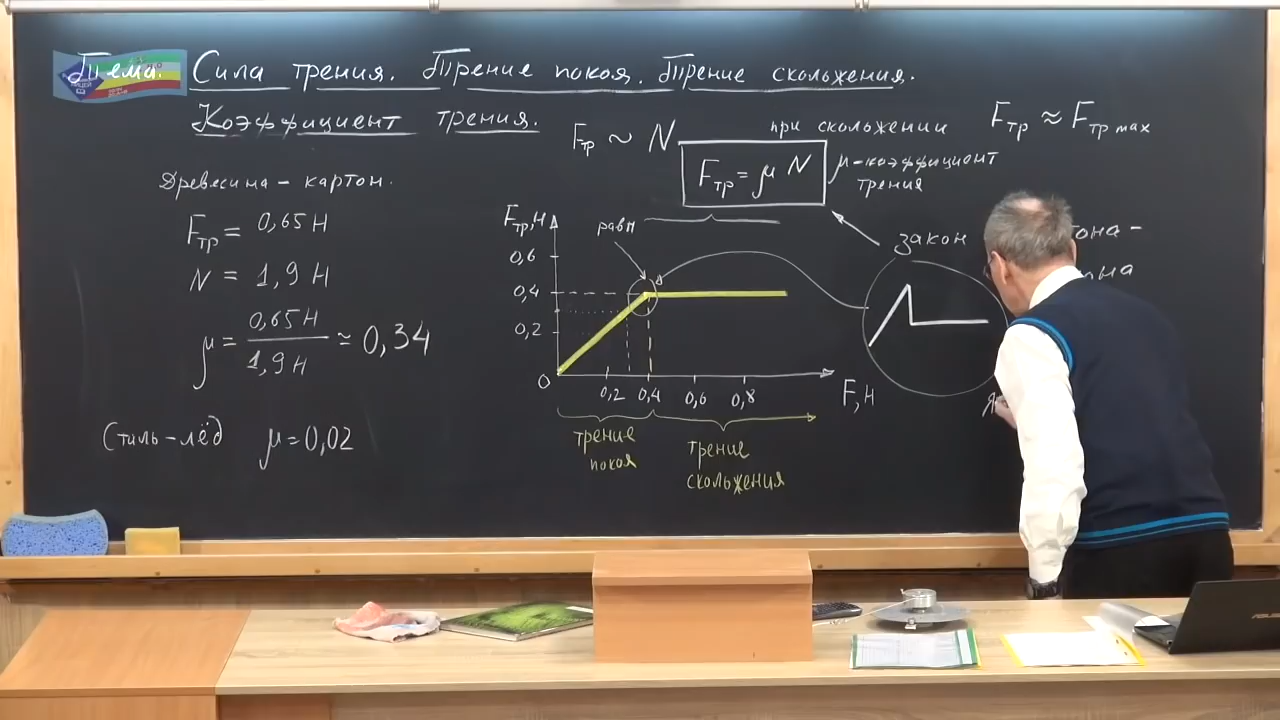 Тема. Сила трения. Трение покоя. Трение скольжения.
Коэффициент трения.
Fтр ~ N
при скольжении
Fтр ≈ Fтр max
Fтр = μ N
μ - коэффициент
трения
Древесина - картон.
Fтр = 0,65 Н
N = 1,9 Н
μ = 0,65 Н / 1,9 Н ≈ 0,34
Сталь - лёд μ = 0,02
Fтр, Н
равн
0,6
0,4
0,2
0
0,2 0,4 0,6 0,8
F, Н
трение
покоя
трение
скольжения
закон
она -
на
ASUS